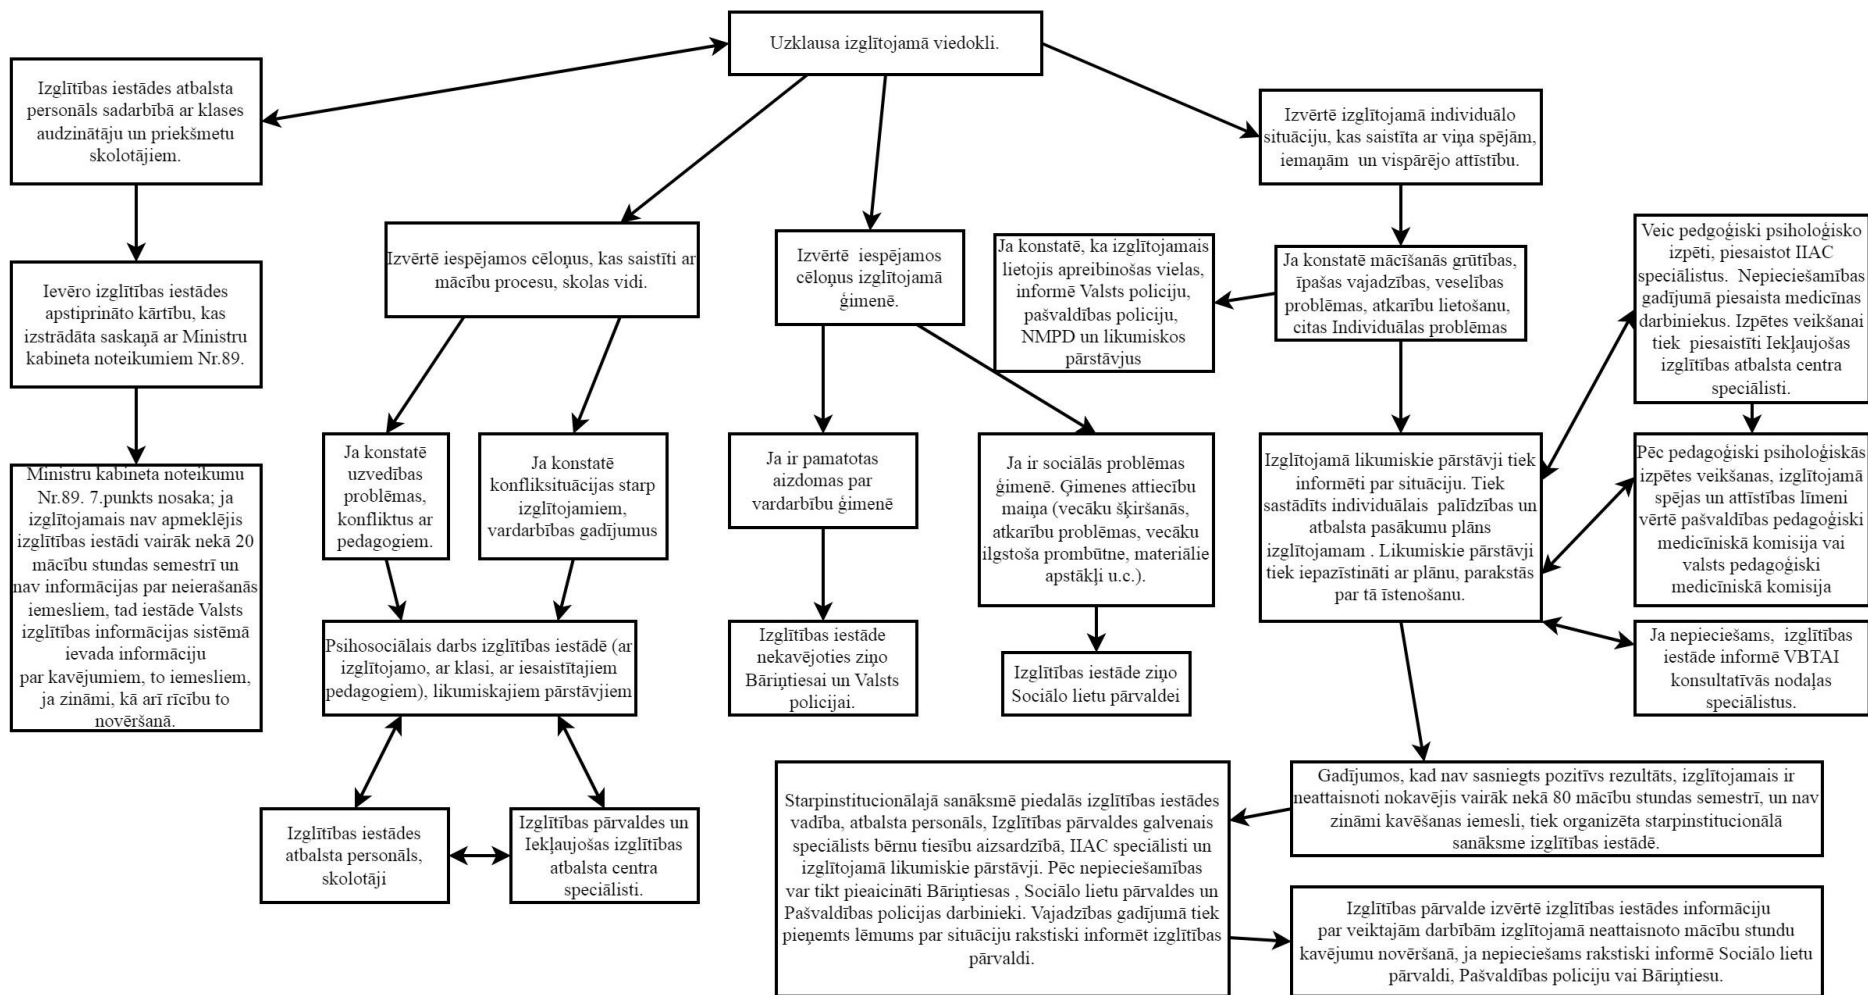 Uzklausa izglītojamā viedokli.
Izglītības iestādes atbalsta
personāls sadarbībā ar klases
audzinātāju un priekšmetu
skolotājiem.
Izvērtē izglītojamā individuālo
situāciju, kas saistīta ar viņa spējām,
iemaņām un vispārējo attīstību.
Ievēro izglītības iestādes
apstiprināto kārtību, kas
izstrādāta saskaņā ar Ministru
kabineta noteikumiem Nr.89.
Izvērtē iespējamos cēloņus, kas saistīti ar
mācību procesu, skolas vidi.
Izvērtē iespējamos
cēloņus izglītojamā
ģimenē.
Ja konstatē, ka izglītojamais
lietojis apreibinošas vielas,
informē Valsts policiju,
pašvaldības policiju,
NMPD un likumiskos
pārstāvjus
Ja konstatē mācīšanās grūtības,
īpašas vajadzības, veselības
problēmas, atkarību lietošanu,
citas Individuālas problēmas
Veic pedgoģiski psiholoģisko
izpēti, piesaistot IIAC
speciālistus. Nepieciešamības
gadījumā piesaista medicīnas
darbiniekus. Izpētes veikšanai
tiek piesaistīti Iekļaujošas
izglītības atbalsta centra
speciālisti.
Ministru kabineta noteikumu
Nr.89. 7.punkts nosaka; ja
izglītojamais nav apmeklējis
izglītības iestādi vairāk nekā 20
mācību stundas semestrī un
nav informācijas par neierašanās
iemesliem, tad iestāde Valsts
izglītības informācijas sistēmā
ievada informāciju
par kavējumiem, to iemesliem,
ja zināmi, kā arī rīcību to
novēršanā.
Ja konstatē
uzvedības
problēmas,
konfliktus ar
pedagogiem.
Ja konstatē
konfliksituācijas starp
izglītojamiem,
vardarbības gadījumus
Ja ir pamatotas
aizdomas par
vardarbību ģimenē
Ja ir sociālās problēmas
ģimenē. Ģimenes attiecību
maiņa (vecāku šķiršanās,
atkarību problēmas, vecāku
ilgstoša prombūtne, materiālie
apstākļi u.c.).
Izglītojamā likumiskie pārstāvji tiek
informēti par situāciju. Tiek
sastādīts individuālais palīdzības un
atbalsta pasākumu plāns
izglītojamam . Likumiskie pārstāvji
tiek iepazīstināti ar plānu, parakstās
par tā īstenošanu.
Pēc pedagoģiski psiholoģiskās
izpētes veikšanas, izglītojamā
spējas un attīstības līmeni
vērtē pašvaldības pedagoģiski
medicīniskā komisija vai
valsts pedagoģiski
medicīniskā komisija
Psihosociālais darbs izglītības iestādē (ar
izglītojamo, ar klasi, ar iesaistītajiem
pedagogiem), likumiskajiem pārstāvjiem
Izglītības iestāde
nekavējoties ziņo
Bāriņtiesai un Valsts
policijai.
Izglītības iestāde ziņo
Sociālo lietu pārvaldei
Ja nepieciešams, izglītības
iestāde informē VBTAI
konsultatīvās nodaļas
speciālistus.
Izglītības iestādes
atbalsta personāls,
skolotāji
Izglītības pārvaldes un
Iekļaujošas izglītības
atbalsta centra
speciālisti.
Gadījumos, kad nav sasniegts pozitīvs rezultāts, izglītojamais ir
neattaisnoti nokavējis vairāk nekā 80 mācību stundas semestrī, un nav
zināmi kavēšanas iemesli, tiek organizēta starpinstitucionālā
sanāksme izglītības iestādē.
Starpinstitucionālajā sanāksmē piedalās izglītības iestādes
vadība, atbalsta personāls, Izglītības pārvaldes galvenais
speciālists bērnu tiesību aizsardzībā, IIAC speciālisti un
izglītojamā likumiskie pārstāvji. Pēc nepieciešamības
var tikt pieaicināti Bāriņtiesas , Sociālo lietu pārvaldes un
Pašvaldības policijas darbinieki. Vajadzības gadījumā tiek
pieņemts lēmums par situāciju rakstiski informēt izglītības
pārvaldi.
Izglītības pārvalde izvērtē izglītības iestādes informāciju
par veiktajām darbībām izglītojamā neattaisnoto mācību stundu
kavējumu novēršanā, ja nepieciešams rakstiski informē Sociālo lietu
pārvaldi, Pašvaldības policiju vai Bāriņtiesu.